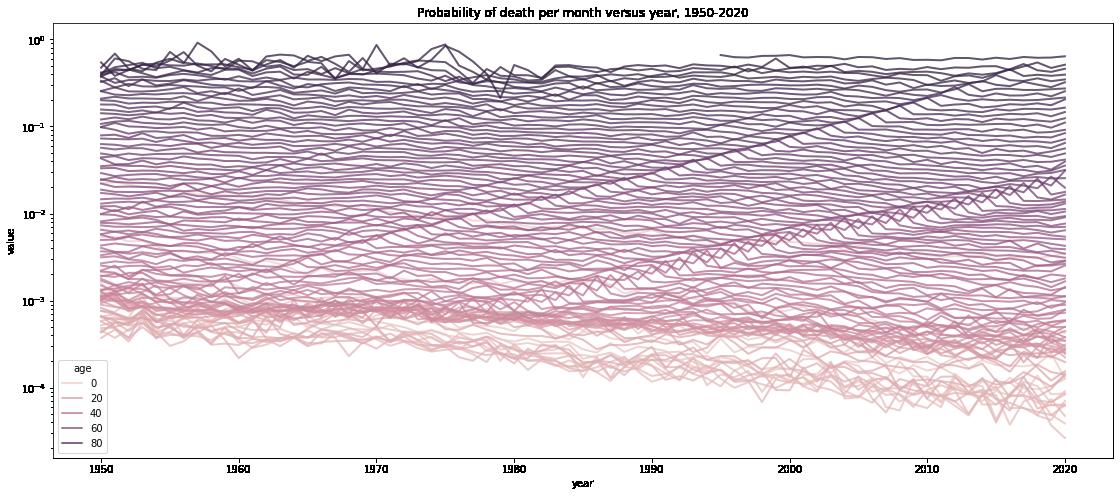 Probability of death per month versus year, 1950-2020
value
10⁰
10⁻¹
10⁻²
10⁻³
10⁻⁴
age
0
20
40
60
80
1950 1960 1970 1980 1990 2000 2010 2020
year